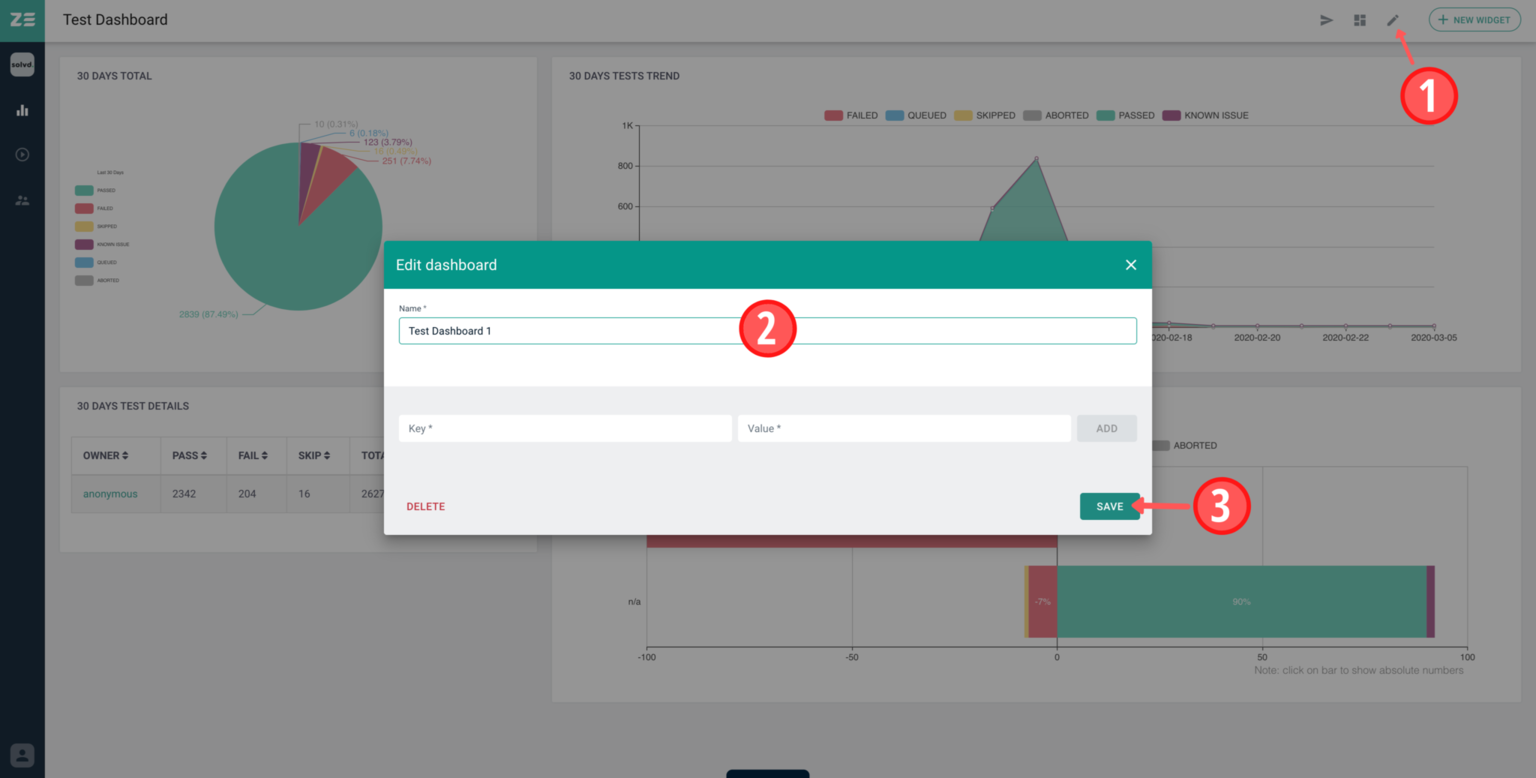 ZE Test Dashboard + NEW WIDGET
solvd.
1
30 DAYS TOTAL
10 (0.31%)
6 (0.18%)
123 (3.79%)
16 (0.49%)
251 (7.74%)
Last 30 Days
PASSED
FAILED
SKIPPED
KNOWN ISSUE
QUEUED
ABORTED
2839 (87.49%)
30 DAYS TESTS TREND
FAILED QUEUED SKIPPED ABORTED PASSED KNOWN ISSUE
1K
800
600
2020-02-18 2020-02-20 2020-02-22 2020-03-05
Edit dashboard
Name *
Test Dashboard 1
2
Key * Value * ADD
DELETE SAVE
3
30 DAYS TEST DETAILS
OWNER PASS FAIL SKIP TOTA
anonymous 2342 204 16 2627
ABORTED
n/a -7% 90%
-100 -50 0 50 100
Note: click on bar to show absolute numbers